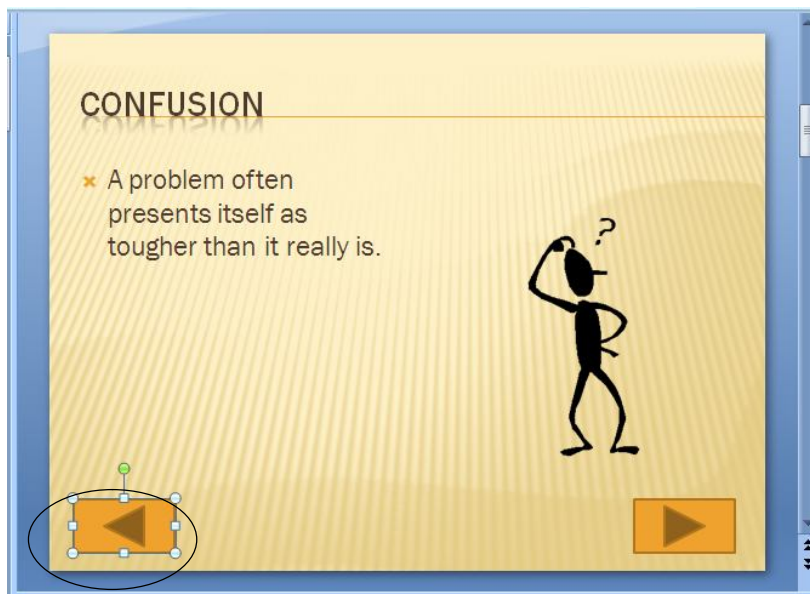 CONFUSION
A problem often
presents itself as
tougher than it really is.
?